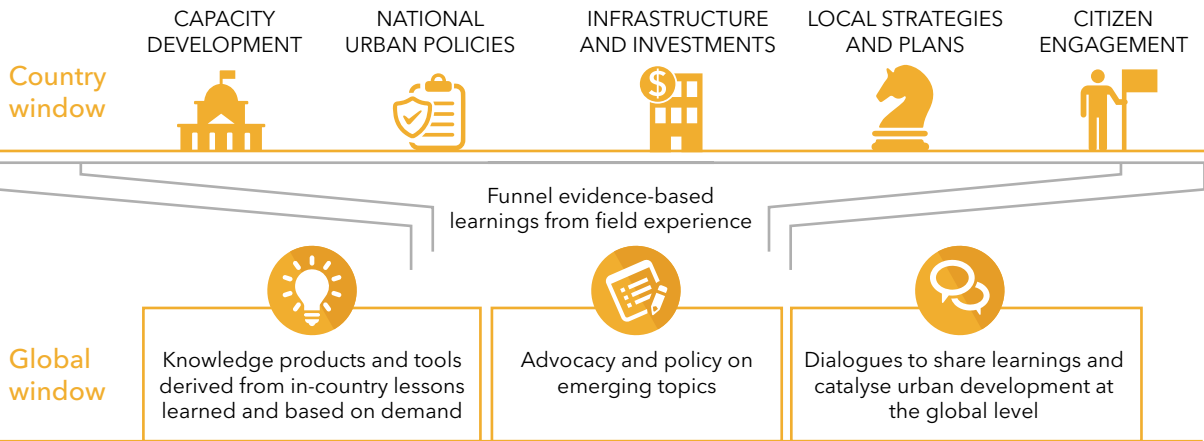 CAPACITY
DEVELOPMENT
NATIONAL
URBAN POLICIES
INFRASTRUCTURE
AND INVESTMENTS
LOCAL STRATEGIES
AND PLANS
CITIZEN
ENGAGEMENT
Country
window
$
Funnel evidence-based
learnings from field experience
Global
window
Knowledge products and tools
derived from in-country lessons
learned and based on demand
Advocacy and policy on
emerging topics
Dialogues to share learnings and
catalyse urban development at
the global level